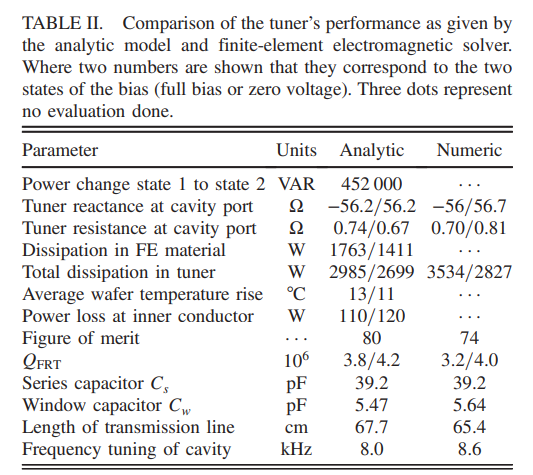 TABLE II. Comparison of the tuner's performance as given by
the analytic model and finite-element electromagnetic solver.
Where two numbers are shown that they correspond to the two
states of the bias (full bias or zero voltage). Three dots represent
no evaluation done.
Parameter Units Analytic Numeric
Power change state 1 to state 2 VAR 452 000 ...
Tuner reactance at cavity port Ω −56.2/56.2 −56/56.7
Tuner resistance at cavity port Ω 0.74/0.67 0.70/0.81
Dissipation in FE material W 1763/1411 ...
Total dissipation in tuner W 2985/2699 3534/2827
Average wafer temperature rise °C 13/11 ...
Power loss at inner conductor W 110/120 ...
Figure of merit ... 80 74
Q_FRT 10⁶ 3.8/4.2 3.2/4.0
Series capacitor C_s pF 39.2 39.2
Window capacitor C_w pF 5.47 5.64
Length of transmission line cm 67.7 65.4
Frequency tuning of cavity kHz 8.0 8.6